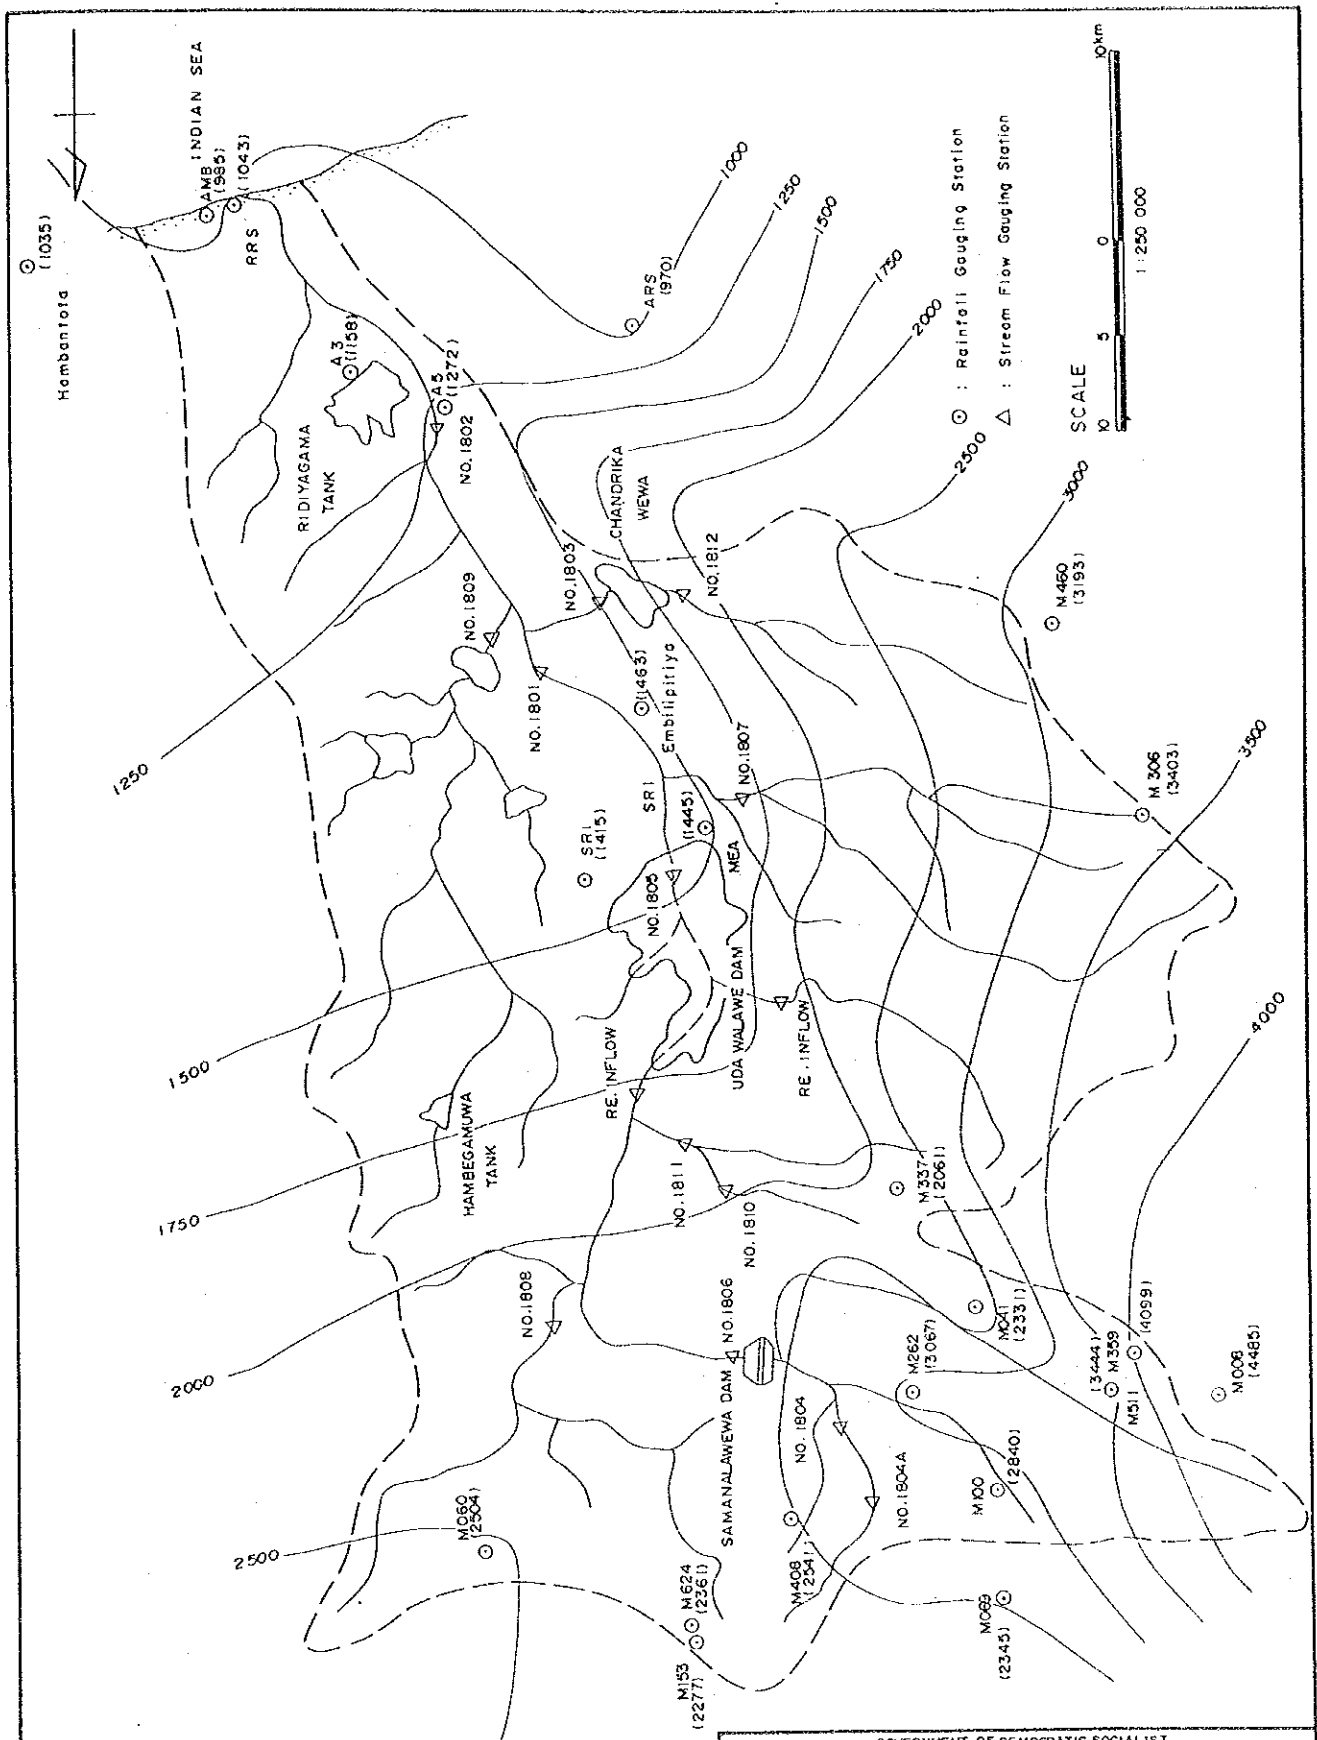 Hambantota
(1035)
AMB
(985)
INDIAN SEA
(1043)
RRS
A3
(1158)
RIDIYAGAMA
TANK
A5
(1272)
NO.1802
ARS
(970)
1000
1250
1500
1750
2000
2500
3000
3500
4000
⊙ : Rainfall Gauging Station
△ : Stream Flow Gauging Station
SCALE
10 5 0 10km
1:250 000
CHANDRIKA
WEWA
NO.1803
NO.1812
NO.1809
NO.1801
(1463)
Embilipitiya
NO.1807
SRI
(1445)
MEA
SRI
(1415)
NO.1805
UDA WALAWE DAM
RE. INFLOW
RE. INFLOW
M460
(3193)
M 306
(3403)
1250
1500
1750
2000
2500
HAMBEGAMUWA
TANK
NO.1811
NO.1810
NO.1808
NO.1806
SAMANALAWEWA DAM
NO.1804
NO.1804A
M337
(2061)
M041
(2331)
M262
(3067)
(3444)
M359
M511
(4099)
M008
(4485)
M100
(2840)
M408
(2541)
M069
(2345)
M060
(2504)
M624
(2361)
M153
(2277)
GOVERNMENT OF DEMOCRATIC SOCIALIST